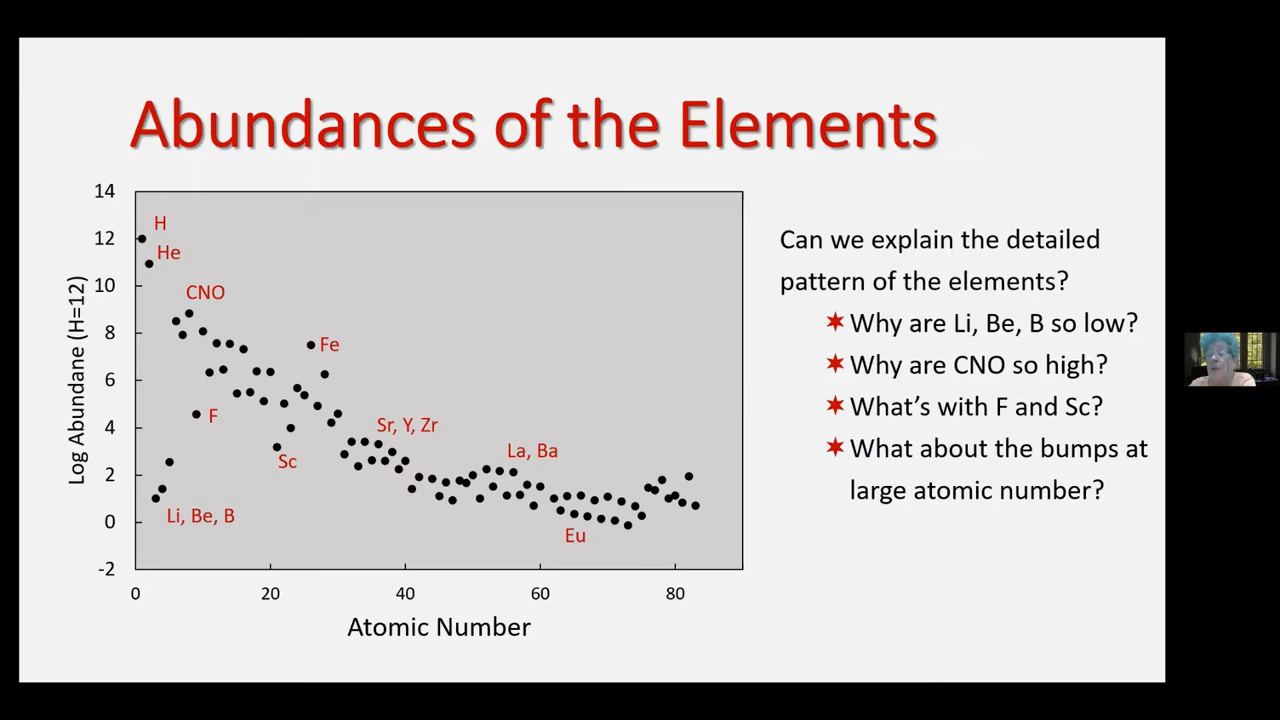 Abundances of the Elements
14
12
10
8
6
4
2
0
-2
Log Abundane (H=12)
H
He
CNO
Fe
F
Sc
Sr, Y, Zr
La, Ba
Li, Be, B
Eu
0 20 40 60 80
Atomic Number
Can we explain the detailed
pattern of the elements?
Why are Li, Be, B so low?
Why are CNO so high?
What's with F and Sc?
What about the bumps at
large atomic number?